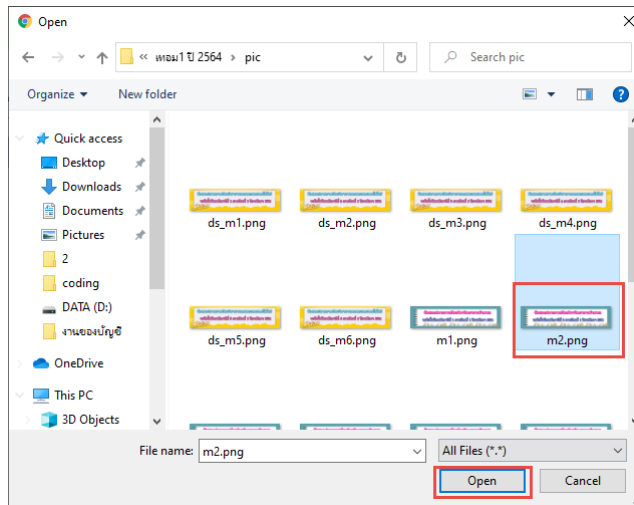 Open
« เทอม1 ปี 2564 › pic
Search pic
Organize
New folder
Quick access
Desktop
Downloads
Documents
Pictures
2
coding
DATA (D:)
งานของบัญชี
OneDrive
This PC
3D Objects
ds_m1.png
ds_m2.png
ds_m3.png
ds_m4.png
ds_m5.png
ds_m6.png
m1.png
m2.png
File name:
m2.png
All Files (*.*)
Open
Cancel